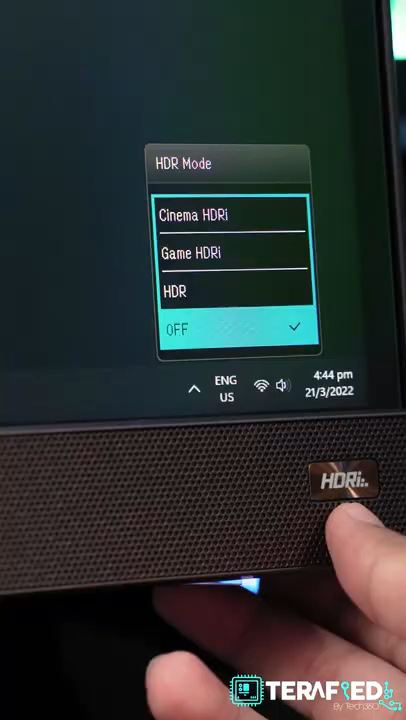 HDR Mode
Cinema HDRi
Game HDRi
HDR
OFF
ENG
US
4:44 pm
21/3/2022
HDRi
TERAFIED
By Tech360